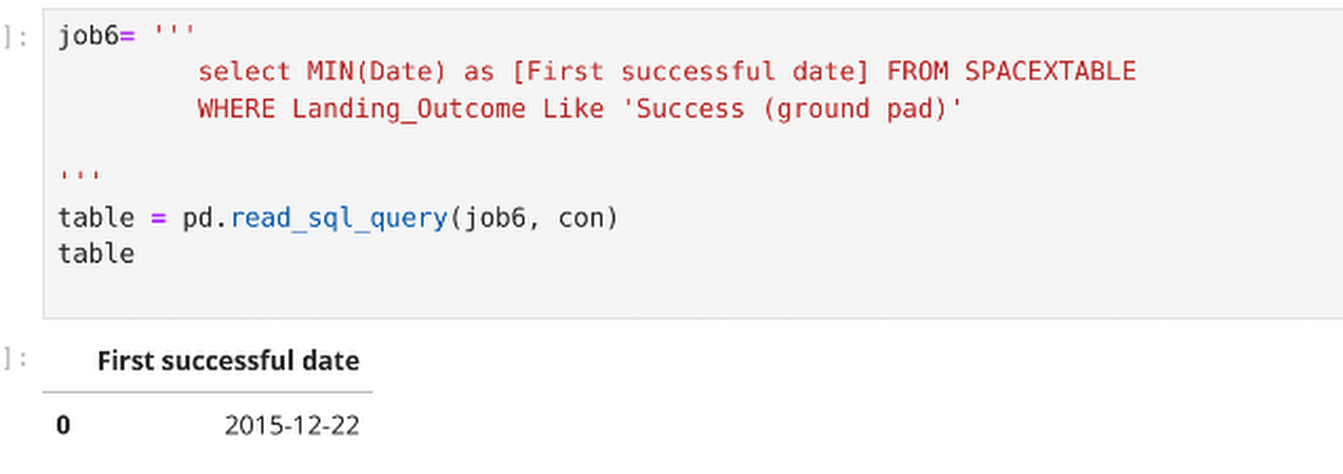 ]: job6= '''
select MIN(Date) as [First successful date] FROM SPACEXTABLE
WHERE Landing_Outcome Like 'Success (ground pad)'
'''
table = pd.read_sql_query(job6, con)
table
]: First successful date
0 2015-12-22